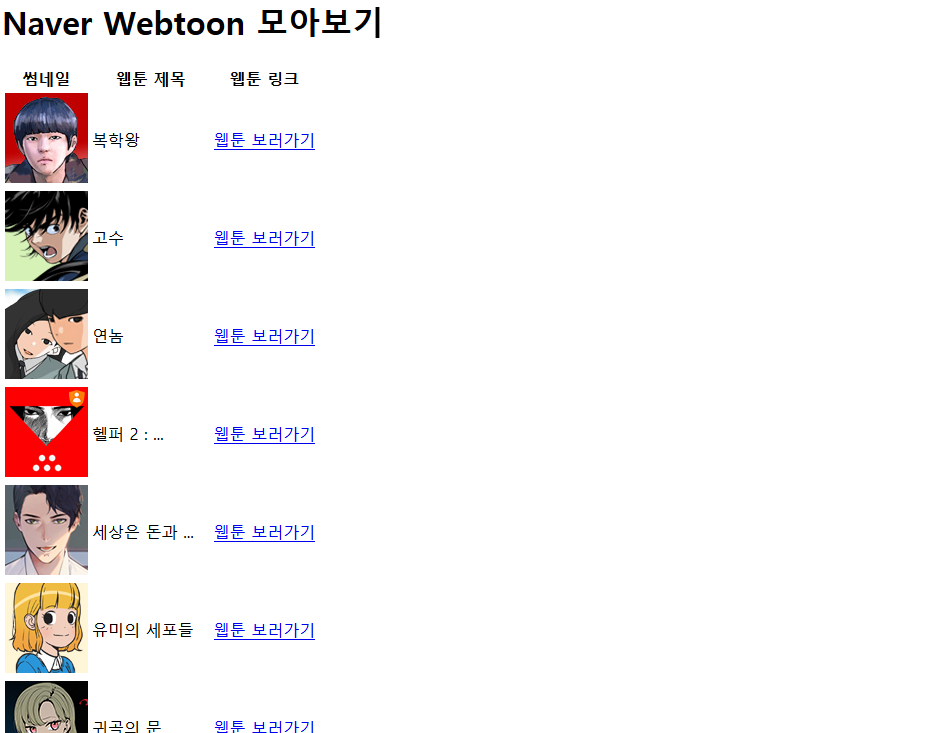 Naver Webtoon 모아보기
썸네일 웹툰 제목 웹툰 링크
복학왕 웹툰 보러가기
고수 웹툰 보러가기
연놈 웹툰 보러가기
헬퍼 2 : ... 웹툰 보러가기
세상은 돈과 ... 웹툰 보러가기
유미의 세포들 웹툰 보러가기
귀곡의 문 웹툰 보러가기